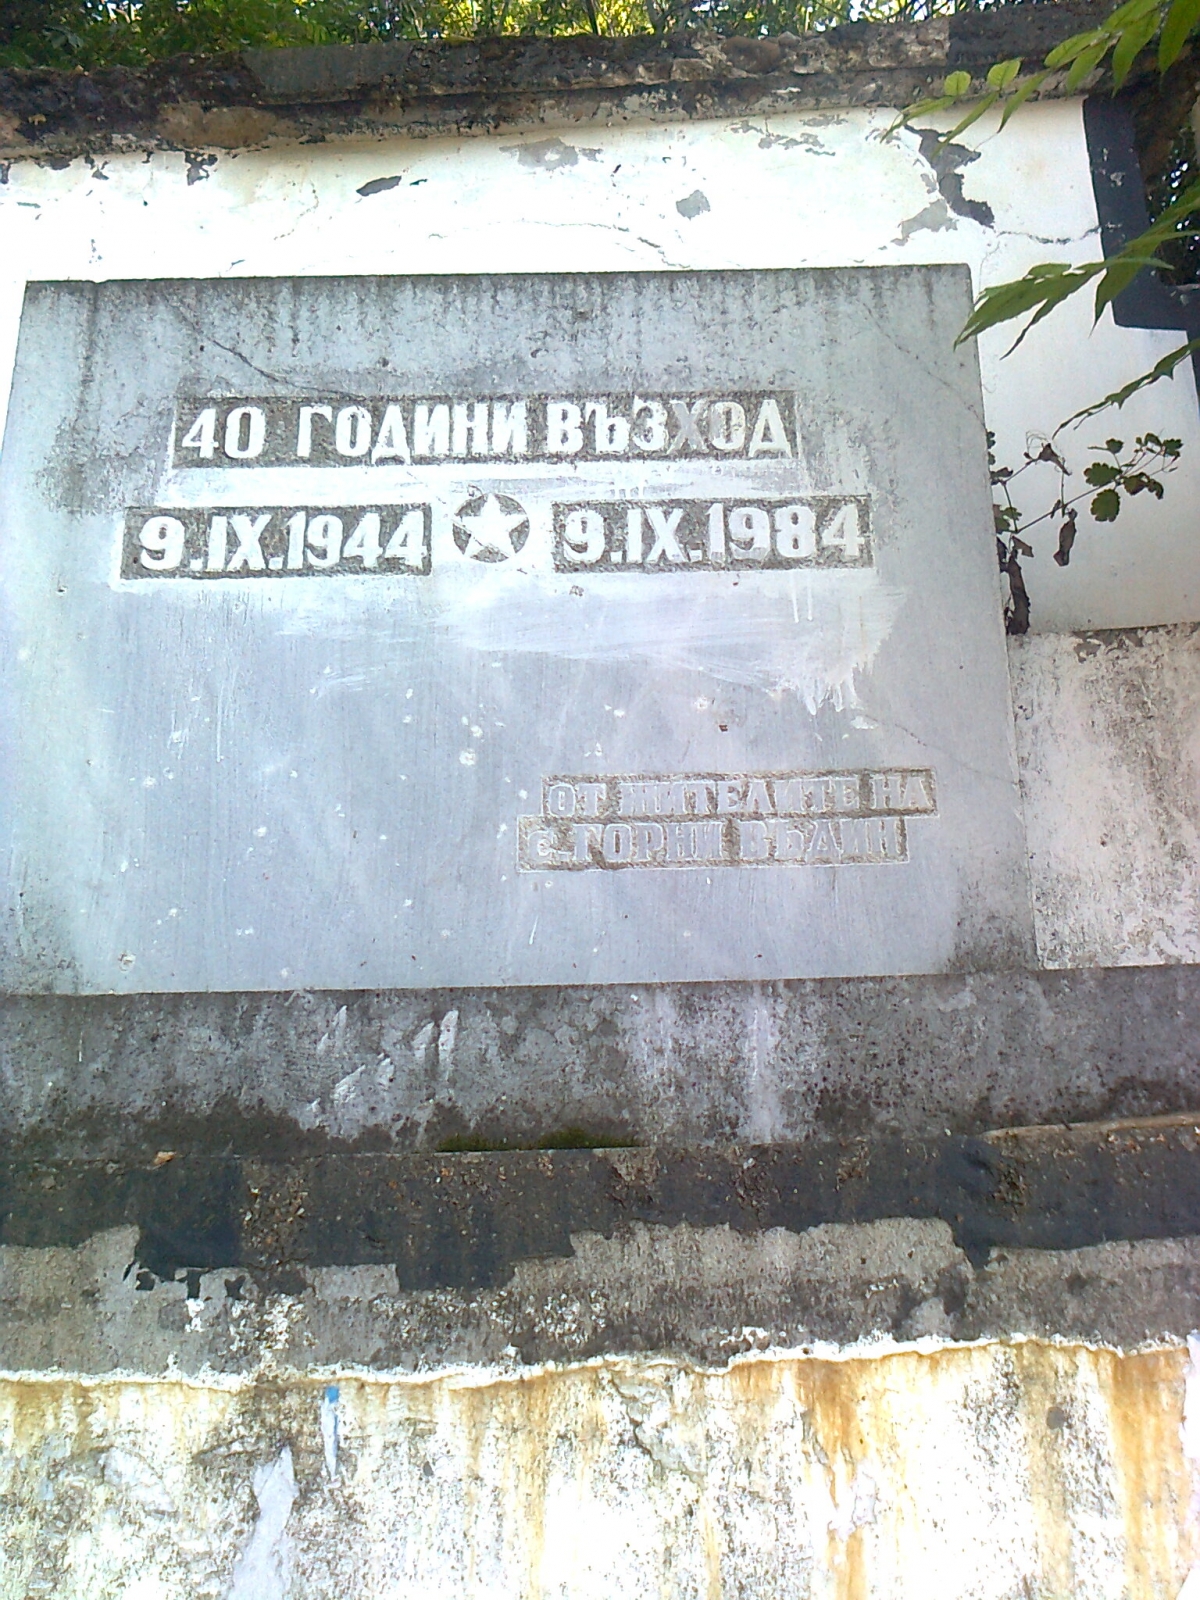 40 ГОДИНИ ВЪЗХОД
9.IX.1944 ★ 9.IX.1984
ОТ ЖИТЕЛИТЕ НА
с. ГОРНИ ВЪДИН